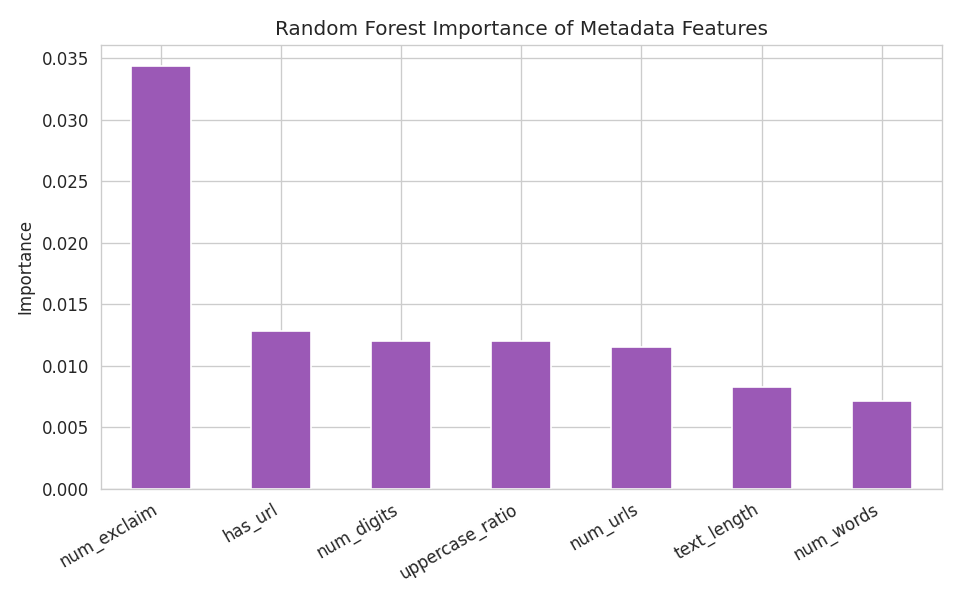 Random Forest Importance of Metadata Features
0.035
0.030
0.025
0.020
0.015
0.010
0.005
0.000
Importance
num_exclaim
has_url
num_digits
uppercase_ratio
num_urls
text_length
num_words